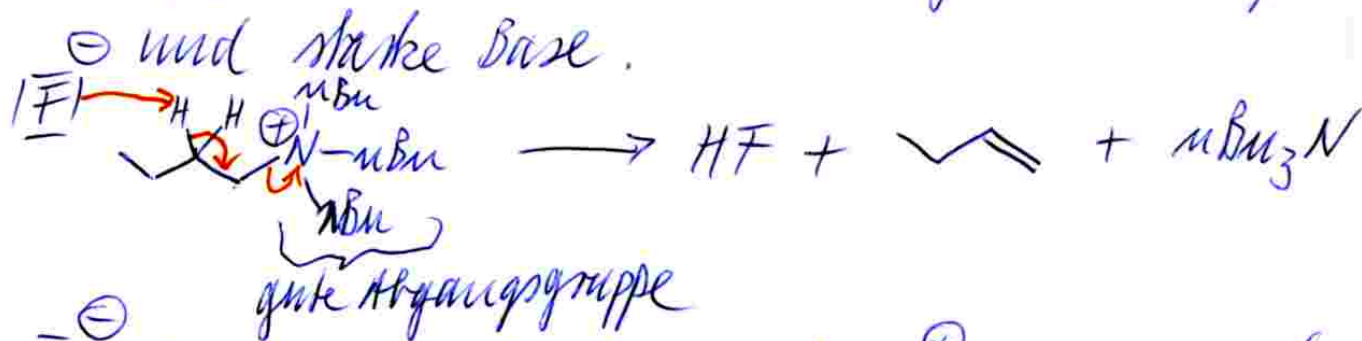 ⊖ und starke Base.
|F| H H ⊕ N nBu nBu nBu → HF + + nBu₃N
gute Abgangsgruppe
⊖